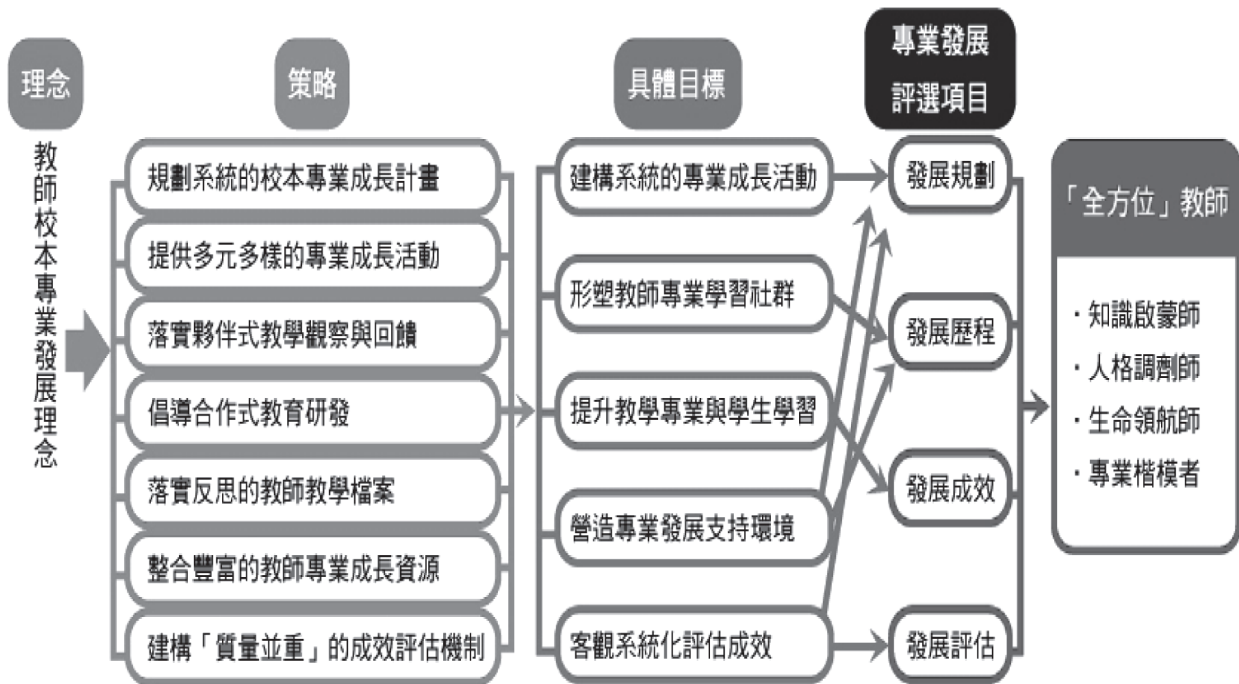 理念
教師校本專業發展理念
策略
規劃系統的校本專業成長計畫
提供多元多樣的專業成長活動
落實夥伴式教學觀察與回饋
倡導合作式教育研發
落實反思的教師教學檔案
整合豐富的教師專業成長資源
建構「質量並重」的成效評估機制
具體目標
建構系統的專業成長活動
形塑教師專業學習社群
提升教學專業與學生學習
營造專業發展支持環境
客觀系統化評估成效
專業發展
評選項目
發展規劃
發展歷程
發展成效
發展評估
「全方位」教師
・知識啟蒙師
・人格調劑師
・生命領航師
・專業楷模者